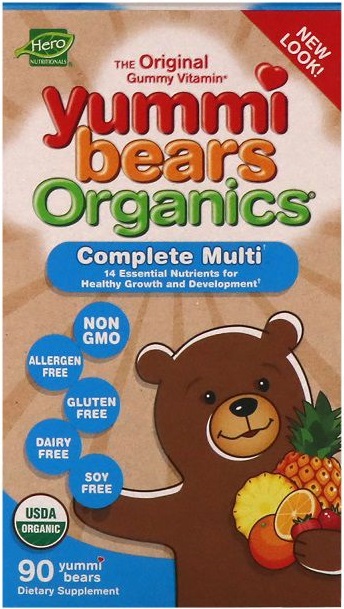 Hero
NUTRITIONALS®
NEW
LOOK!
THE Original
Gummy Vitamin®
yummi
bears
Organics®
Complete Multi†
14 Essential Nutrients for
Healthy Growth and Development†
NON
GMO
ALLERGEN
FREE
GLUTEN
FREE
DAIRY
FREE
SOY
FREE
USDA
ORGANIC
90 yummi
bears
Dietary Supplement